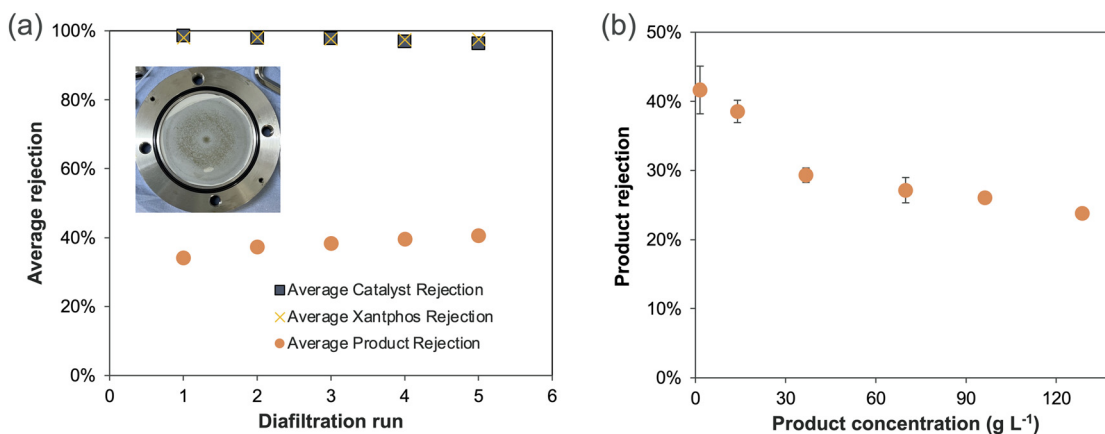 (a)
100%
80%
60%
40%
20%
0%
Average rejection
Average Catalyst Rejection
Average Xantphos Rejection
Average Product Rejection
1 2 3 4 5 6
Diafiltration run
(b)
50%
40%
30%
20%
10%
0%
Product rejection
0 30 60 90 120
Product concentration (g L⁻¹)